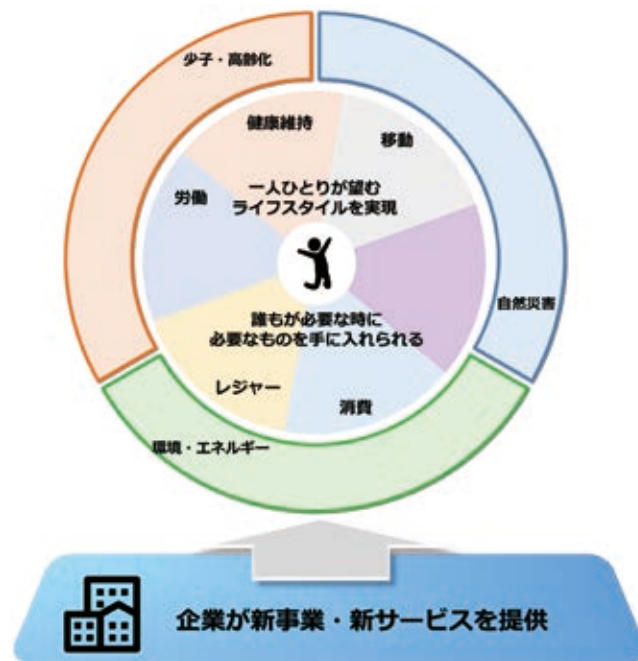 少子・高齢化
健康維持
移動
労働
一人ひとりが望む
ライフスタイルを実現
自然災害
誰もが必要な時に
必要なものを手に入れられる
レジャー
消費
環境・エネルギー
企業が新事業・新サービスを提供